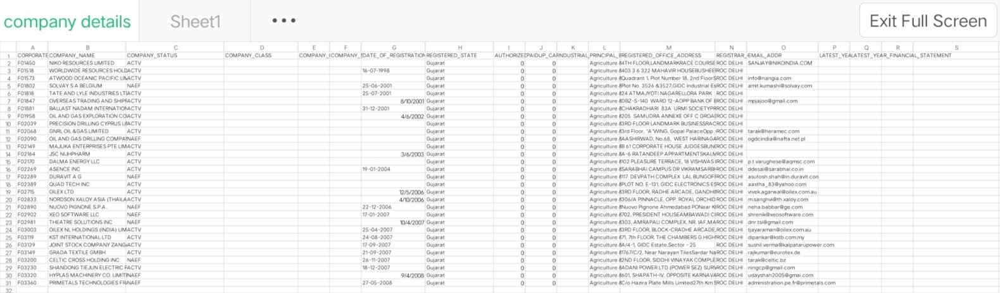 company details Sheet1 ••• Exit Full Screen
A B C D E F G H I J K L M N O P Q R S
1 CORPORATE COMPANY_NAME COMPANY_STATUS COMPANY_CLASS COMPANY_ COMPANY_S DATE_OF_REGISTRATION REGISTERED_STATE AUTHORIZED PAIDUP_CA INDUSTRIAL_ PRINCIPAL_ REGISTERED_OFFICE_ADDRESS REGISTRAR_ EMAIL_ADDR LATEST_YEA LATEST_YEAR_FINANCIAL_STATEMENT
2 F01450 NIKO RESOURCES LIMITED ACTV Gujarat 0 0 Agriculture & 4TH FLOOR,LANDMARKRACE COURSE ROC DELHI SANJAY@NIKOINDIA.COM
3 F01518 WORLDWIDE RESOURCES HOLD ACTV 16-07-1998 Gujarat 0 0 Agriculture & 403 3 6 322 MAHAVIR HOUSEBUSHEE ROC DELHI
4 F01573 ATWOOD OCEANIC PACIFIC LI ACTV Gujarat 0 0 Agriculture & Quadrant 1, Plot Number 18, 2nd Floor ROC DELHI info@nangia.com
5 F01802 SOLVAY S A BELGIUM NAEF 25-06-2001 Gujarat 0 0 Agriculture & Plot No. 3526 &3527,GIDC Industrial Es ROC DELHI amit.kumashi@solvay.com
6 F01818 TATE AND LYLE INDUSTRIES LT ACTV 25-07-2001 Gujarat 0 0 Agriculture & 24 ATMAJYOTI NAGARELLORA PARK ROC DELHI
7 F01847 OVERSEAS TRADING AND SHIP ACTV 8/10/2001 Gujarat 0 0 Agriculture & DBZ-S-140 WARD 12-AOPP BANK OF ROC DELHI mpjajoo@gmail.com
8 F01881 BALLAST NADAM INTERNATIO ACTV 31-12-2001 Gujarat 0 0 Agriculture & CHAKRADHARI 83A URMI SOCIETYPR ROC DELHI
9 F01958 OIL AND GAS EXPLORATION CO ACTV 4/6/2002 Gujarat 0 0 Agriculture & 205 SAMUDRA ANNEXE OFF C GROA ROC DELHI
10 F02039 PRECISION DRILLING CYPRUS LI ACTV Gujarat 0 0 Agriculture & 3RD FLOOR LANDMARK BUSINESSRAC ROC DELHI
11 F02068 GNRL OIL &GAS LIMITED ACTV Gujarat 0 0 Agriculture & 3rd Floor, "A"WING, Gopal PalaceOpp. ROC DELHI tarak@heramec.com
12 F02090 OIL AND GAS DRILLING COMPA NAEF Gujarat 0 0 Agriculture & AASHIRWAD, No.68, WEST HARINAGA ROC DELHI ogdcindia@nafta.net.pl
13 F02149 MAJUKA ENTERPRISES PTE LIM ACTV Gujarat 0 0 Agriculture & B 61 CORPORATE HOUSE JUDGESBUN ROC DELHI
14 F02164 JSC NIJHPHARM ACTV 3/6/2003 Gujarat 0 0 Agriculture & A-6 RATANDEEP APPARTMENTSKALN ROC DELHI
15 F02170 DALMA ENERGY LLC ACTV Gujarat 0 0 Agriculture & 102 PLEASURE TERRACE, 18 VISHWAS ROC DELHI p.t.varughese@aqmsc.com
16 F02269 ASENCE INC ACTV 19-01-2004 Gujarat 0 0 Agriculture & SARABHAI CAMPUS DR VIKRAMSARBH ROC DELHI ddesai@sarabhai.co.in
17 F02289 DURAVIT A G NAEF Gujarat 0 0 Agriculture & 117 DEVPATH COMPLEX LAL BUNGOFF ROC DELHI asutosh.shah@in.duravit.con
18 F02389 QUAD TECH INC ACTV Gujarat 0 0 Agriculture & PLOT NO. E-131, GIDC ELECTRONICS E ROC DELHI aastha_83@yahoo.com
19 F02715 OILEX LTD ACTV 12/5/2006 Gujarat 0 0 Agriculture & 3RD FLOOR, RADHE ARCADE, GANDHI ROC DELHI vivek.agarwal@oilex.com.au
20 F02833 NORDSON XALOY ASIA (THAILA ACTV 4/10/2006 Gujarat 0 0 Agriculture & 306/A PINNACLE, OPP. ROYAL ORCHID ROC DELHI m.sanghvi@th.xaloy.com
21 F02890 NUOVO PIGNONE S.P.A. NAEF 22-12-2006 Gujarat 0 0 Agriculture & Nuovo Pignone Ahmedabad PONear K ROC DELHI neha.babbar@ge.com
22 F02902 XEO SOFTWARE LLC NAEF 17-01-2007 Gujarat 0 0 Agriculture & 702, PRESIDENT HOUSEAMBAWADI CI ROC DELHI shrenik@xeosoftware.com
23 F02981 THEATRE SOLUTIONS INC NAEF 10/4/2007 Gujarat 0 0 Agriculture & 303, AMRAPALI COMPLEX, NR. IAF,MA ROC DELHI dnr.tsi@gmail.com
24 F03003 OILEX NL HOLDINGS (INDIA) LIM ACTV 25-04-2007 Gujarat 0 0 Agriculture & 3RD FLOOR, BLOCK-CRADHE ARCADE, ROC DELHI tjayaraman@oilex.com.au
25 F03119 KST INTERNATIONAL LTD ACTV 24-08-2007 Gujarat 0 0 Agriculture & 71, 7th FLOOR, THE CHAMBERS.G.HIGH ROC DELHI dipankar@kstb.com.my
26 F03139 JOINT STOCK COMPANY ZANG ACTV 17-09-2007 Gujarat 0 0 Agriculture & A/4-1, GIDC Estate,Sector - 25 ROC DELHI sushil.verma@kalpatarupower.com
27 F03149 GRADA TEXTILE GMBH ACTV 21-09-2007 Gujarat 0 0 Agriculture & 1767/C/2, Near Narayan TilesSardar Na ROC DELHI rajkumar@eurotex.de
28 F03200 CELTIC CROSS HOLDING INC. NAEF 26-11-2007 Gujarat 0 0 Agriculture & 2ND FLOOR, SIDDHI VINAYAK COMPLE ROC DELHI tarak@celtic.bz
29 F03230 SHANDONG TIEJUN ELECTRIC P ACTV 18-12-2007 Gujarat 0 0 Agriculture & ADANI POWER LTD.(POWER SEZ) SURV ROC DELHI ningcp@gmail.com
30 F03320 HYPLAS MACHINERY CO. LIMIT NAEF 9/4/2008 Gujarat 0 0 Agriculture & 601, SHAPATH-IV, OPPOSITE KARNAVA ROC DELHI udayshah2005@gmai.com
31 F03360 PRIMETALS TECHNOLOGIES FR NAEF 27-05-2008 Gujarat 0 0 Agriculture & C/o Hazira Plate Mills Limited27th Km S ROC DELHI administration.pe.fr@primetals.com
32